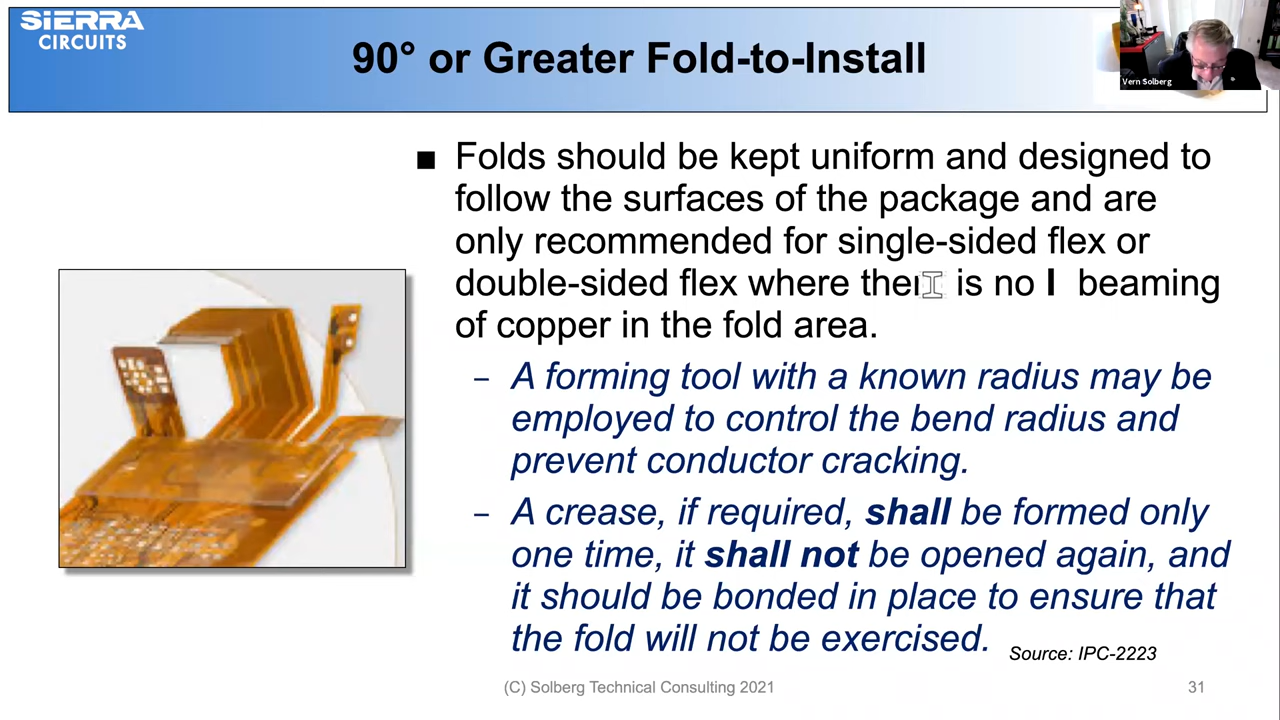 SIERRA
CIRCUITS
90° or Greater Fold-to-Install
Vern Solberg
■ Folds should be kept uniform and designed to
follow the surfaces of the package and are
only recommended for single-sided flex or
double-sided flex where is no I beaming
of copper in the fold area.
– A forming tool with a known radius may be
employed to control the bend radius and
prevent conductor cracking.
– A crease, if required, shall be formed only
one time, it shall not be opened again, and
it should be bonded in place to ensure that
the fold will not be exercised.
Source: IPC-2223
(C) Solberg Technical Consulting 2021
31